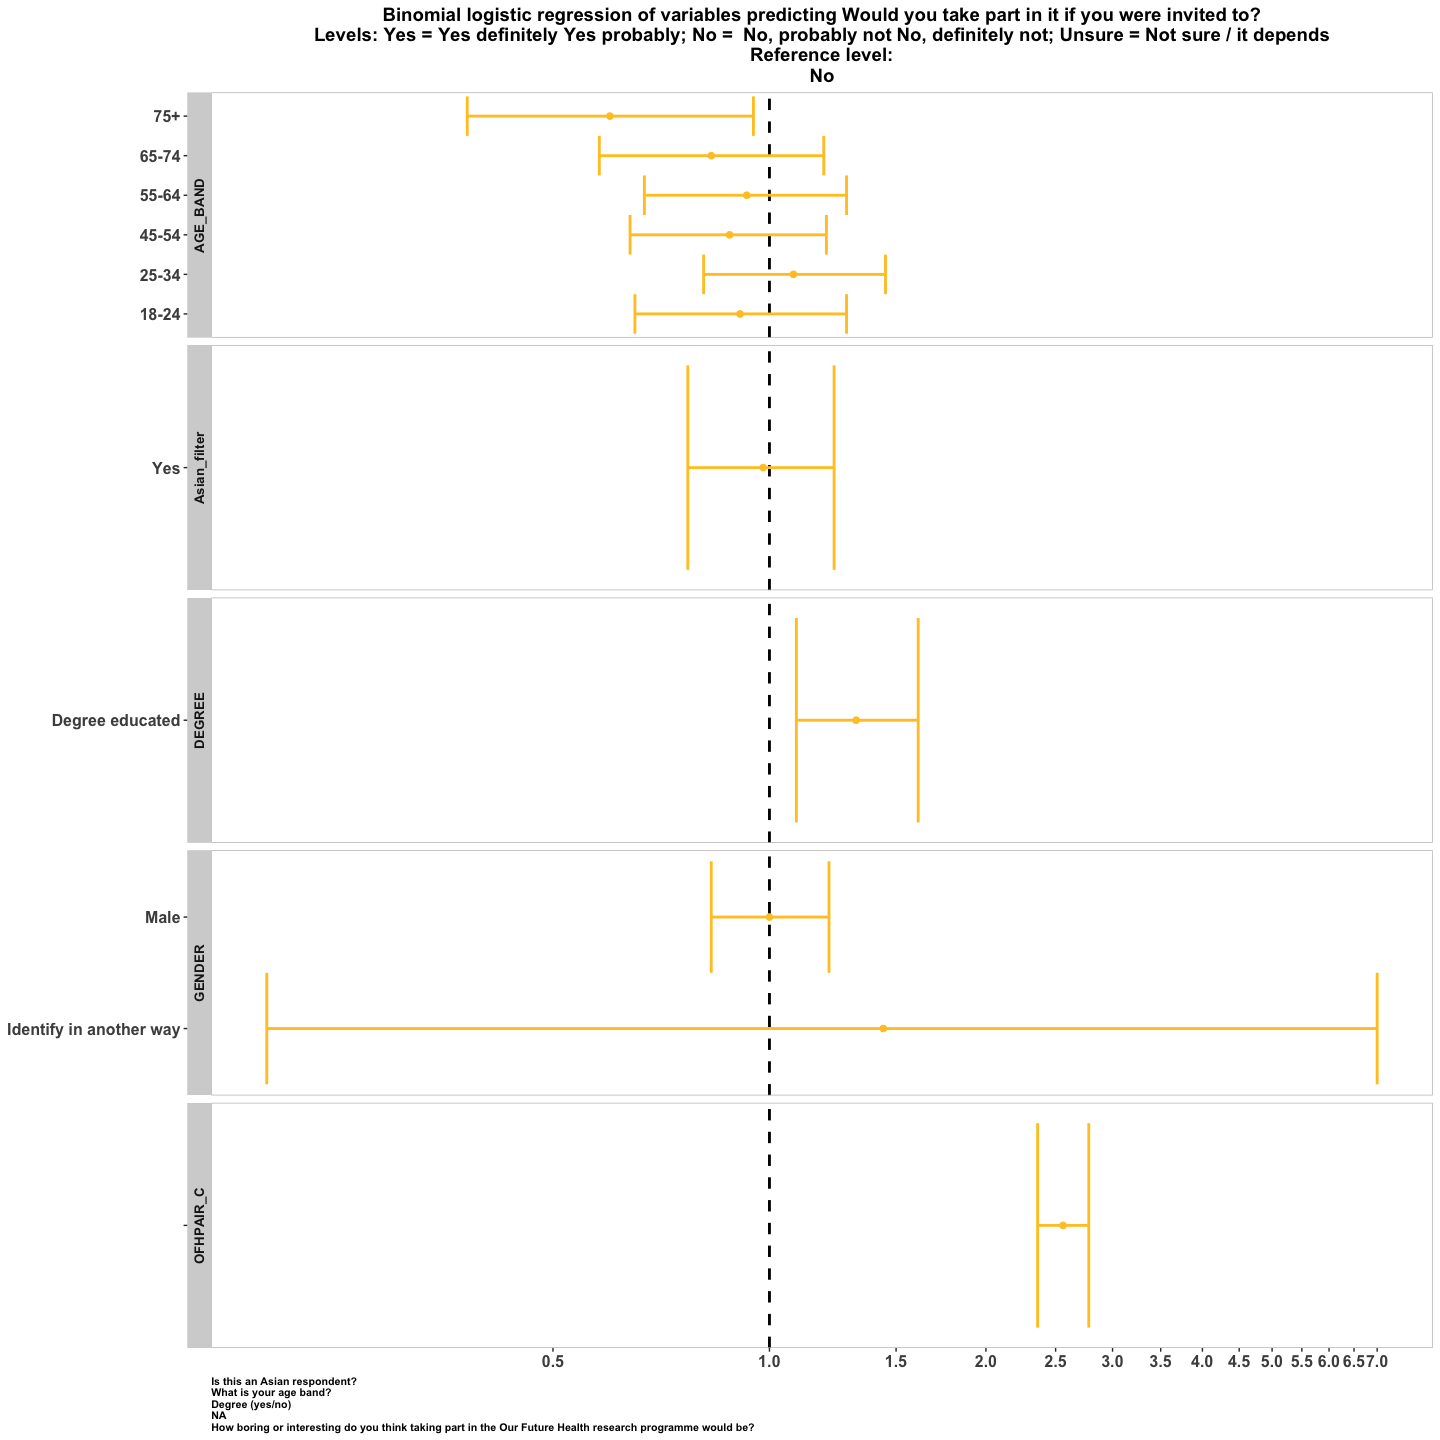 Binomial logistic regression of variables predicting Would you take part in it if you were invited to?
Levels: Yes = Yes definitely Yes probably; No =  No, probably not No, definitely not; Unsure = Not sure / it depends
Reference level:
No
AGE_BAND
75+
65-74
55-64
45-54
25-34
18-24
Asian_filter
Yes
DEGREE
Degree educated
GENDER
Male
Identify in another way
OFHPAIR_C
0.5 1.0 1.5 2.0 2.5 3.0 3.5 4.0 4.5 5.0 5.5 6.0 6.5 7.0
Is this an Asian respondent?
What is your age band?
Degree (yes/no)
NA
How boring or interesting do you think taking part in the Our Future Health research programme would be?